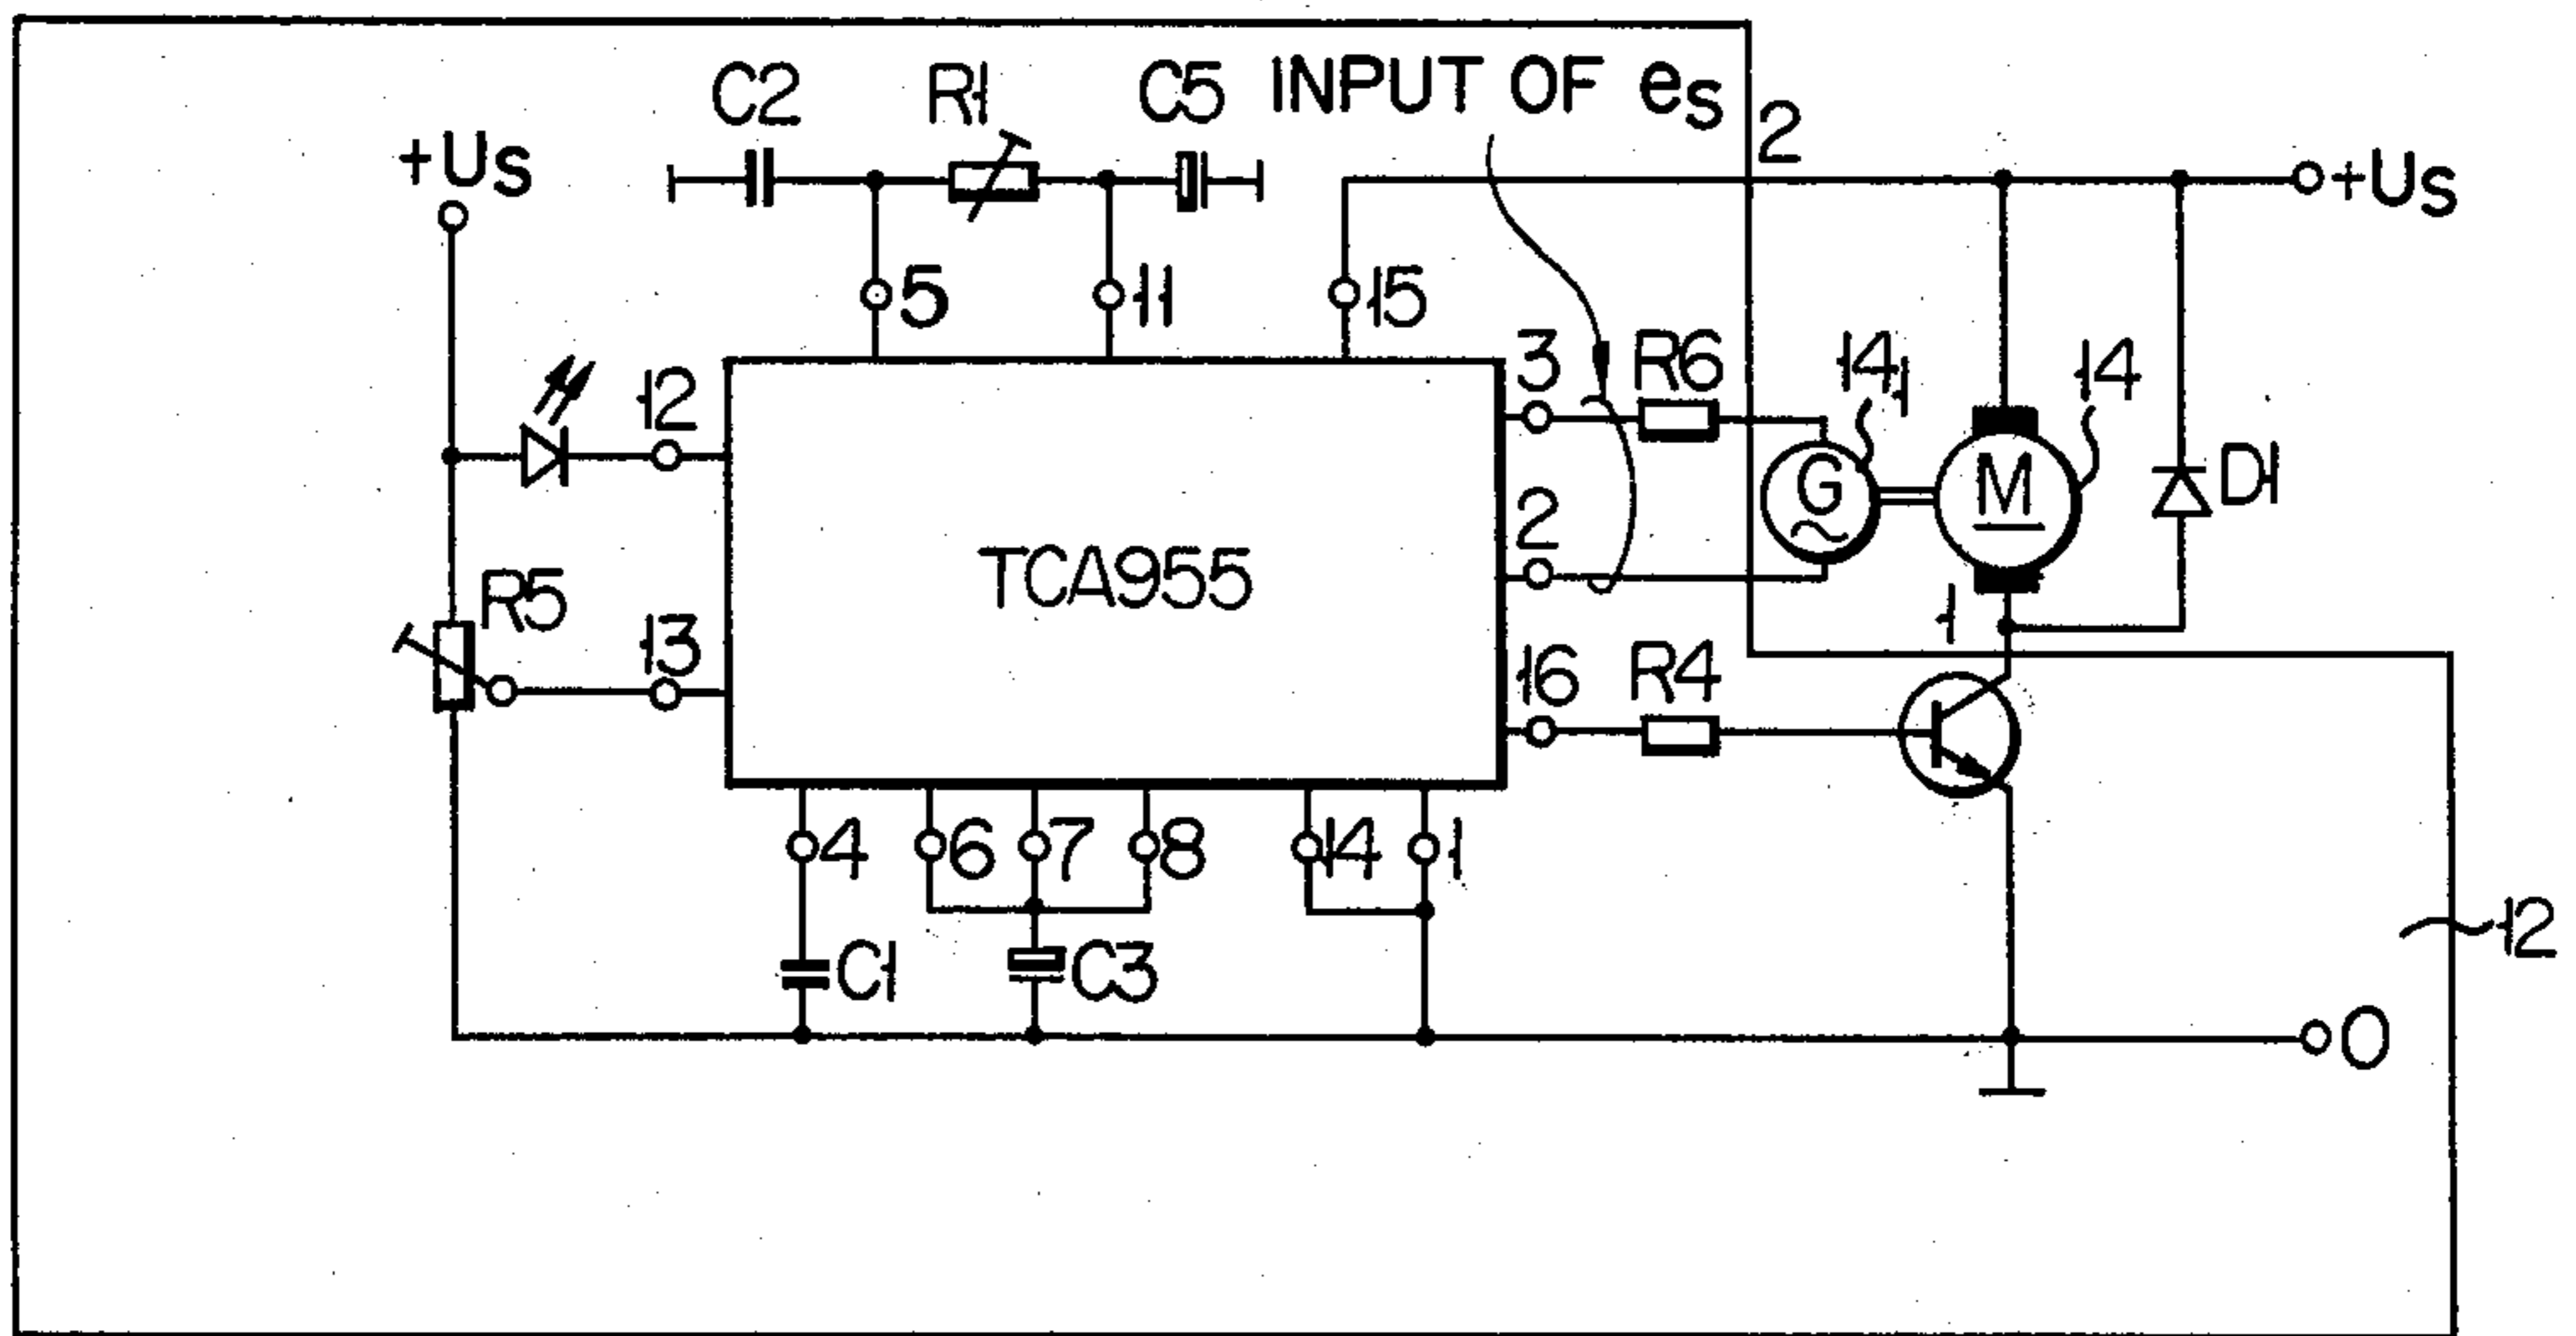 C2 R1 C5 INPUT OF eS 2
+US +US
5 11 15
12 3 R6 14₁ 14
G M D1
R5 2
TCA955
13 16 R4 1
4 6 7 8 14 1
C1 C3 12
0